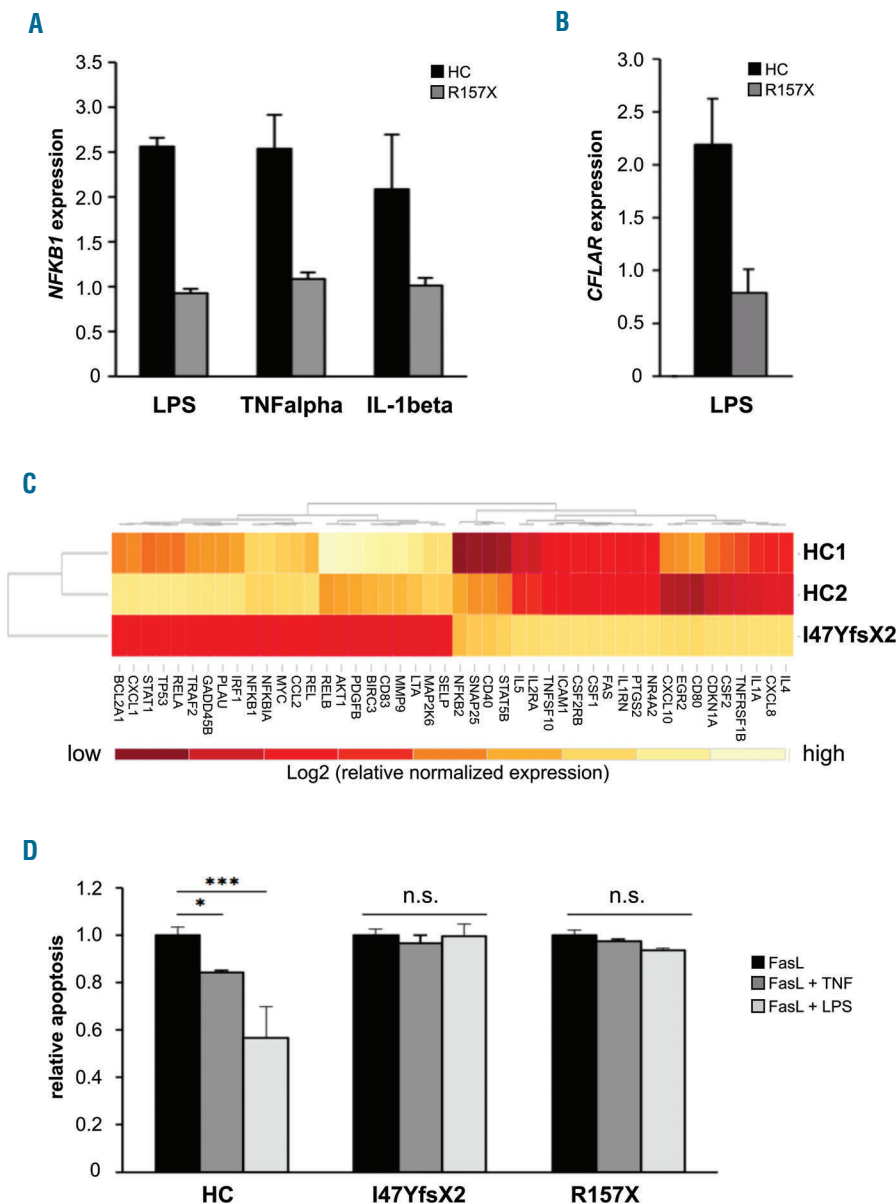 A
NFKB1 expression
4.0
3.5
3.0
2.5
2.0
1.5
1.0
0.5
0
HC
R157X
LPS TNFalpha IL-1beta
B
CFLAR expression
3.0
2.5
2.0
1.5
1.0
0.5
0
HC
R157X
LPS
C
HC1
HC2
I47YfsX2
BCL2A1
CXCL1
STAT1
TP53
RELA
TRAF2
GADD45B
PLAU
IRF1
NFKB1
NFKBIA
MYC
CCL2
REL
RELB
AKT1
PDGFB
BIRC3
CD83
MMP9
LTA
MAP2K6
SELP
NFKB2
SNAP25
CD40
STAT5B
IL5
IL2RA
TNFSF10
ICAM1
CSF2RB
CSF1
FAS
IL1RN
PTGS2
NR4A2
CXCL10
EGR2
CD80
CDKN1A
CSF2
TNFRSF1B
IL1A
CXCL8
IL4
low high
Log2 (relative normalized expression)
D
relative apoptosis
1.2
1.0
0.8
0.6
0.4
0.2
0
***
*
n.s.
n.s.
FasL
FasL + TNF
FasL + LPS
HC I47YfsX2 R157X